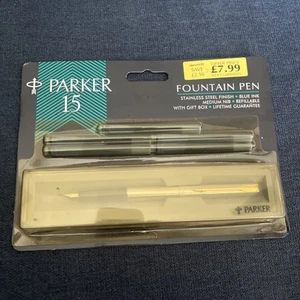 SAVE
£7.99
PARKER
15
FOUNTAIN PEN
STAINLESS STEEL FINISH • BLUE INK
MEDIUM NIB • REFILLABLE
WITH GIFT BOX • LIFETIME GUARANTEE
PARKER